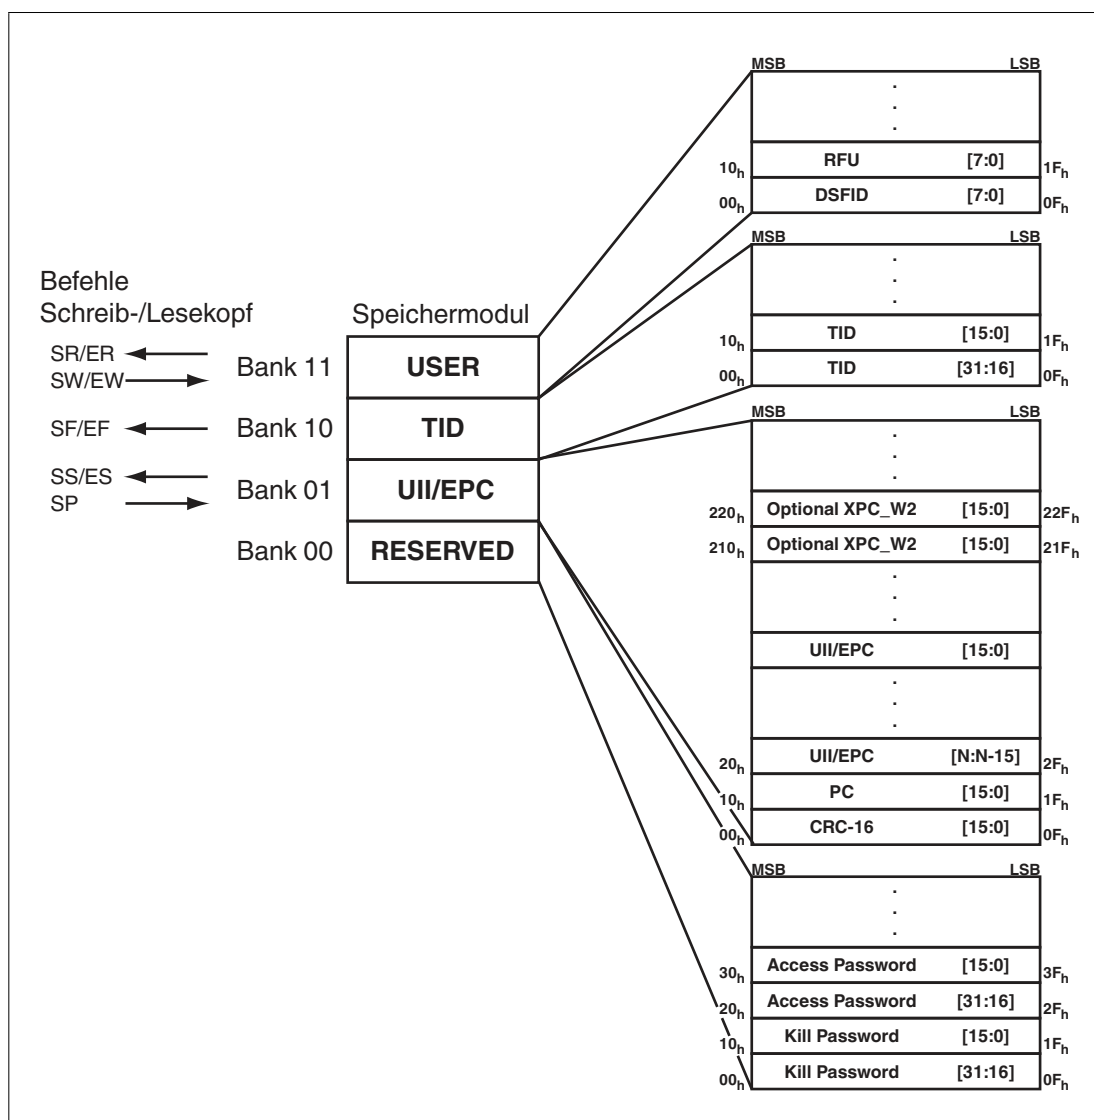 Befehle
Schreib-/Lesekopf
SR/ER
SW/EW
SF/EF
SS/ES
SP
Speichermodul
Bank 11 USER
Bank 10 TID
Bank 01 UII/EPC
Bank 00 RESERVED
MSB LSB
.
.
.
10h RFU [7:0] 1Fh
00h DSFID [7:0] 0Fh
MSB LSB
.
.
.
10h TID [15:0] 1Fh
00h TID [31:16] 0Fh
MSB LSB
.
.
.
220h Optional XPC_W2 [15:0] 22Fh
210h Optional XPC_W2 [15:0] 21Fh
.
.
.
UII/EPC [15:0]
.
.
.
20h UII/EPC [N:N-15] 2Fh
10h PC [15:0] 1Fh
00h CRC-16 [15:0] 0Fh
MSB LSB
.
.
.
30h Access Password [15:0] 3Fh
20h Access Password [31:16] 2Fh
10h Kill Password [15:0] 1Fh
00h Kill Password [31:16] 0Fh